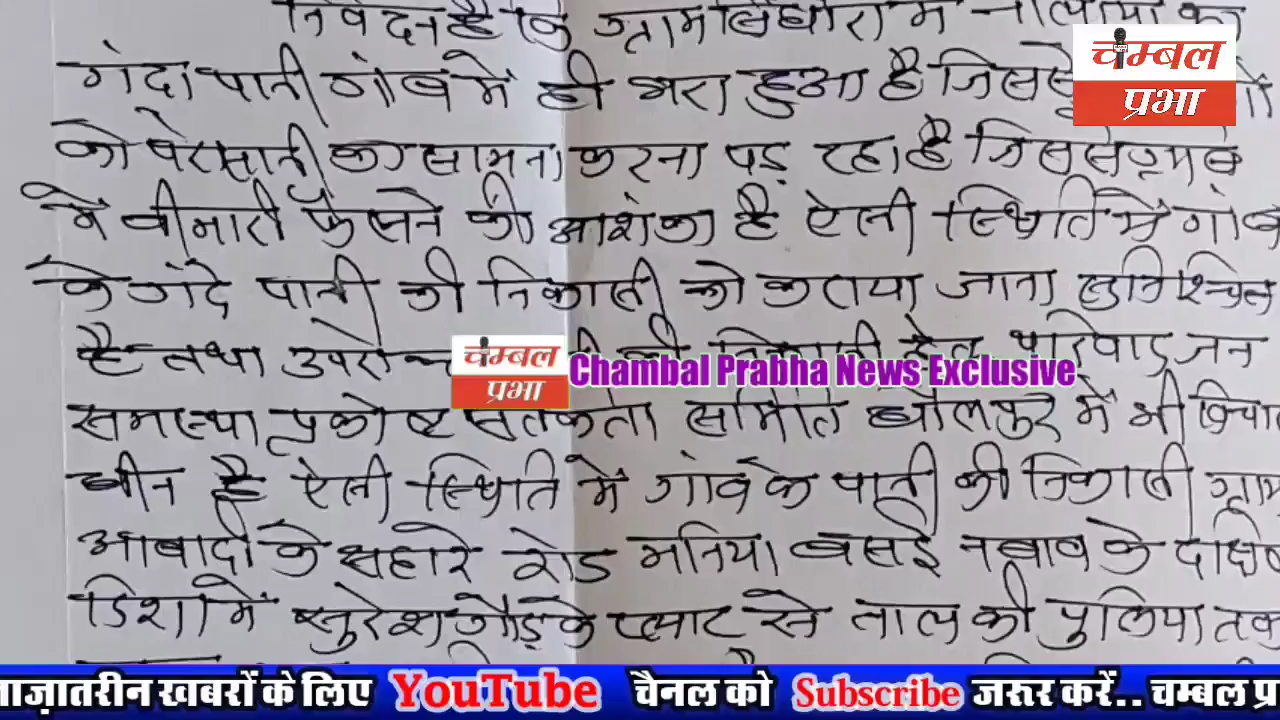 निवेदन है कि ग्राम सिंघोरा में नालियों का
गंदा पानी गांव में ही भरा हुआ है जिससे
को परेसानी का सामना करना पड़ रहा है जिससे ग्राम
में बीमारी फैलने की आशंका है ऐसी स्थिति में गांव
के गंदे पानी की निकासी को कराया जाना सुनिश्चित
है तथा उपरोक्त की निकासी हेतु परिवाद जन
समस्या प्रकोष्ट सतर्कता समिति धौलपुर में भी विचा
धीन है ऐसी स्थिति में गांव के पानी की निकासी ग्राम
आबादी के सहारे रोड मनिया बसई नबाब के दक्षिण
दिशा में सुरेश गौड़ के प्लाट से ताल की पुलिया तक
चम्बल
प्रभा
चम्बल
प्रभा
Chambal Prabha News Exclusive
ताज़ातरीन खबरों के लिए YouTube चैनल को Subscribe जरूर करें.. चम्बल प्र